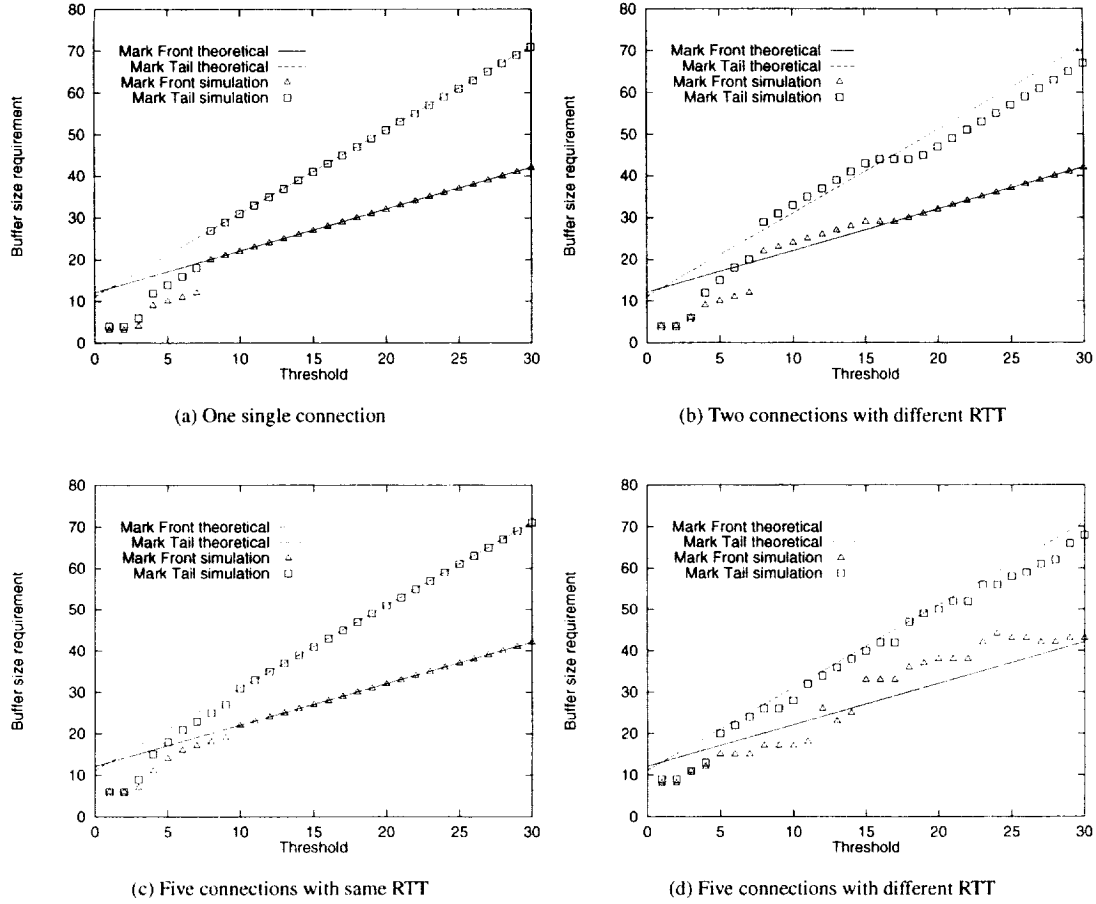 80
70
60
50
40
30
20
10
0
Buffer size requirement
Mark Front theoretical
Mark Tail theoretical
Mark Front simulation
Mark Tail simulation
0 5 10 15 20 25 30
Threshold
(a) One single connection
80
70
60
50
40
30
20
10
0
Buffer size requirement
Mark Front theoretical
Mark Tail theoretical
Mark Front simulation
Mark Tail simulation
0 5 10 15 20 25 30
Threshold
(b) Two connections with different RTT
80
70
60
50
40
30
20
10
0
Buffer size requirement
Mark Front theoretical
Mark Tail theoretical
Mark Front simulation
Mark Tail simulation
0 5 10 15 20 25 30
Threshold
(c) Five connections with same RTT
80
70
60
50
40
30
20
10
0
Buffer size requirement
Mark Front theoretical
Mark Tail theoretical
Mark Front simulation
Mark Tail simulation
0 5 10 15 20 25 30
Threshold
(d) Five connections with different RTT